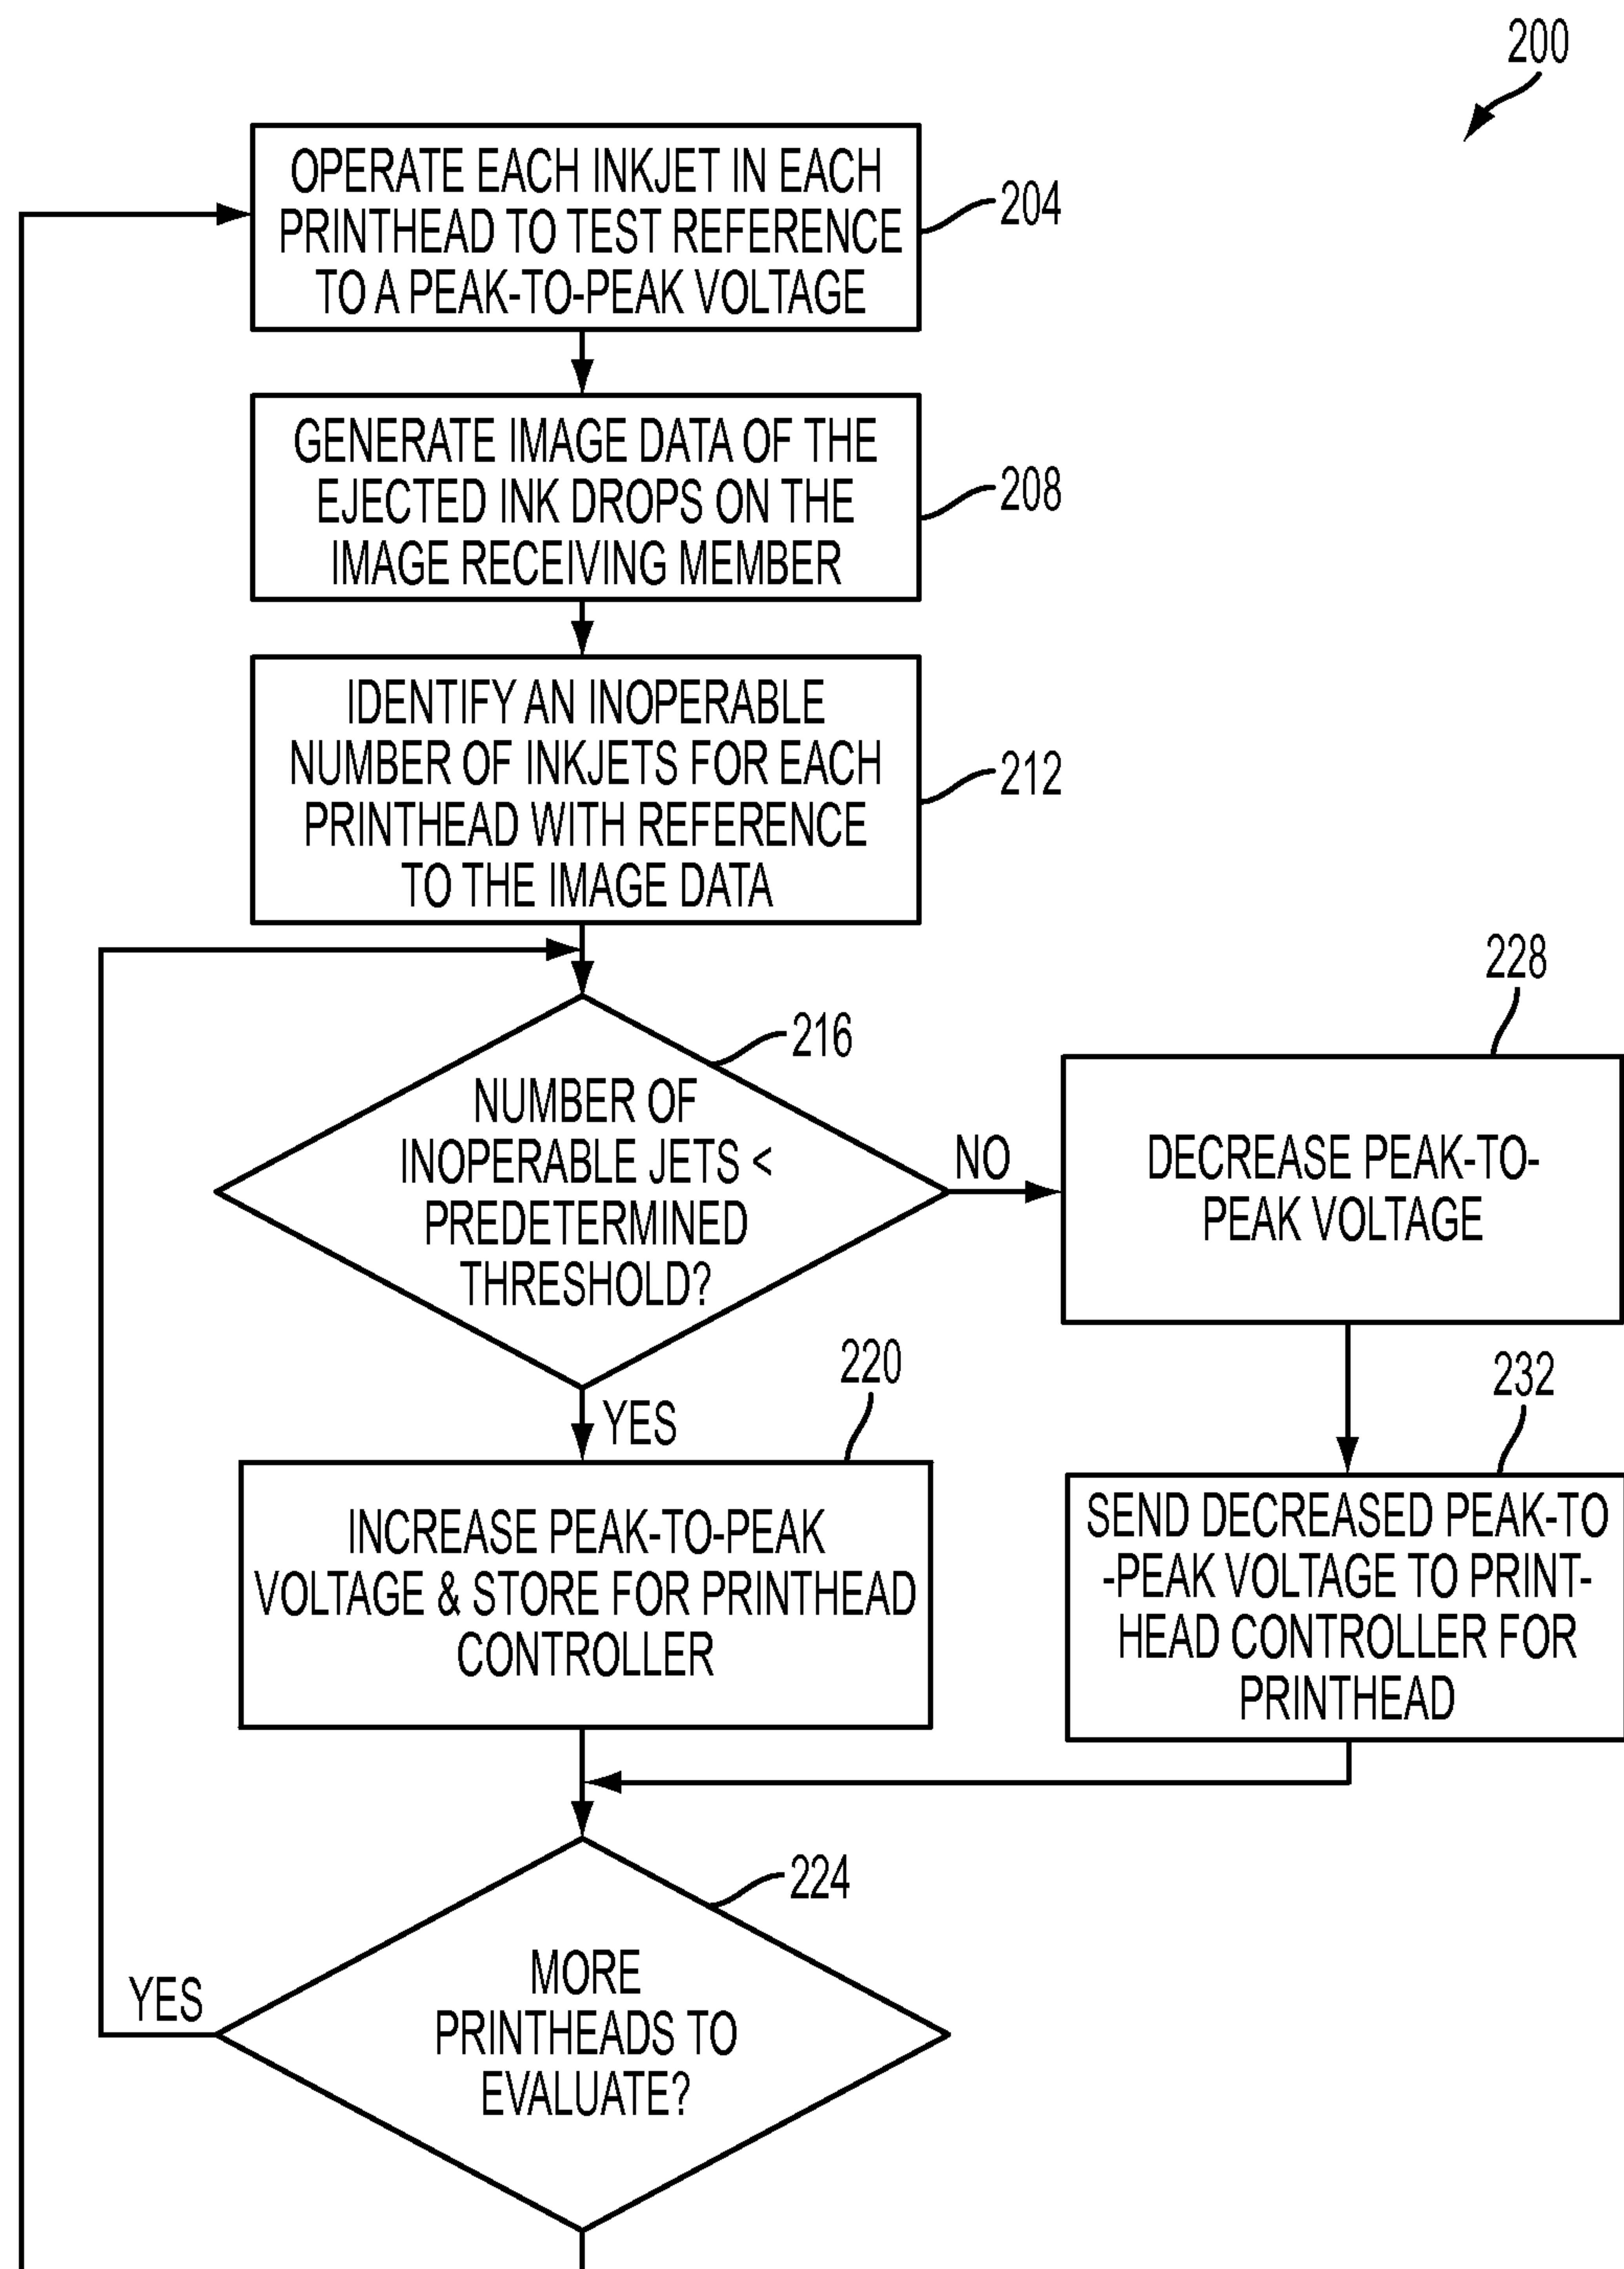 200
OPERATE EACH INKJET IN EACH
PRINTHEAD TO TEST REFERENCE
TO A PEAK-TO-PEAK VOLTAGE
204
GENERATE IMAGE DATA OF THE
EJECTED INK DROPS ON THE
IMAGE RECEIVING MEMBER
208
IDENTIFY AN INOPERABLE
NUMBER OF INKJETS FOR EACH
PRINTHEAD WITH REFERENCE
TO THE IMAGE DATA
212
216
NUMBER OF
INOPERABLE JETS <
PREDETERMINED
THRESHOLD?
NO
228
DECREASE PEAK-TO-
PEAK VOLTAGE
YES
220
INCREASE PEAK-TO-PEAK
VOLTAGE & STORE FOR PRINTHEAD
CONTROLLER
232
SEND DECREASED PEAK-TO
-PEAK VOLTAGE TO PRINT-
HEAD CONTROLLER FOR
PRINTHEAD
224
MORE
PRINTHEADS TO
EVALUATE?
YES